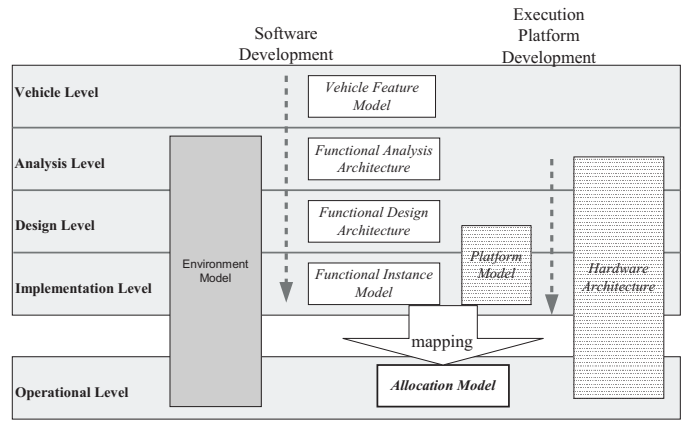 Software
Development
Execution
Platform
Development
Vehicle Level
Vehicle Feature
Model
Analysis Level
Functional Analysis
Architecture
Design Level
Functional Design
Architecture
Environment
Model
Platform
Model
Hardware
Architecture
Implementation Level
Functional Instance
Model
mapping
Operational Level
Allocation Model